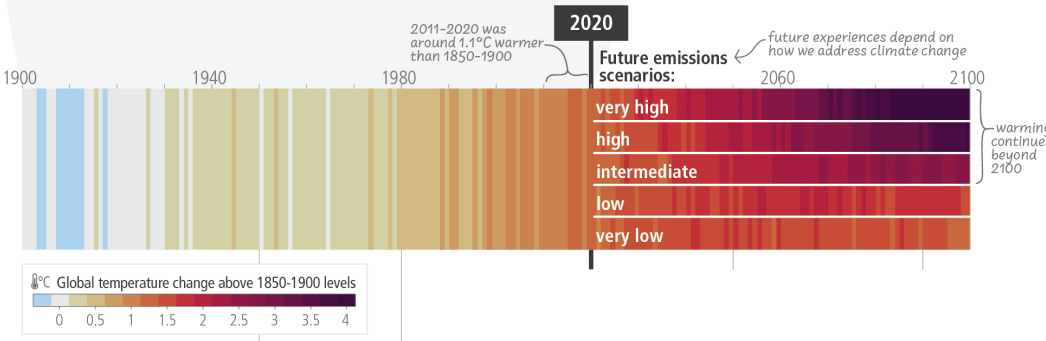 2020
2011-2020 was
around 1.1°C warmer
than 1850-1900
future experiences depend on
how we address climate change
Future emissions
scenarios:
1900
1940
1980
2060
2100
very high
high
intermediate
low
very low
warming
continue
beyond
2100
°C Global temperature change above 1850-1900 levels
0 0.5 1 1.5 2 2.5 3 3.5 4